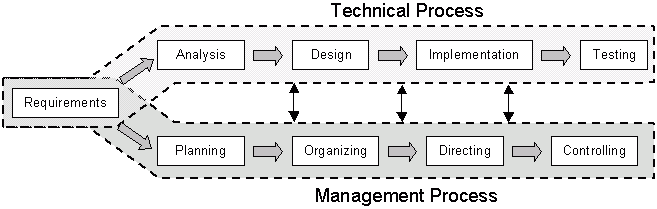 Technical Process
Analysis
Design
Implementation
Testing
Requirements
Planning
Organizing
Directing
Controlling
Management Process